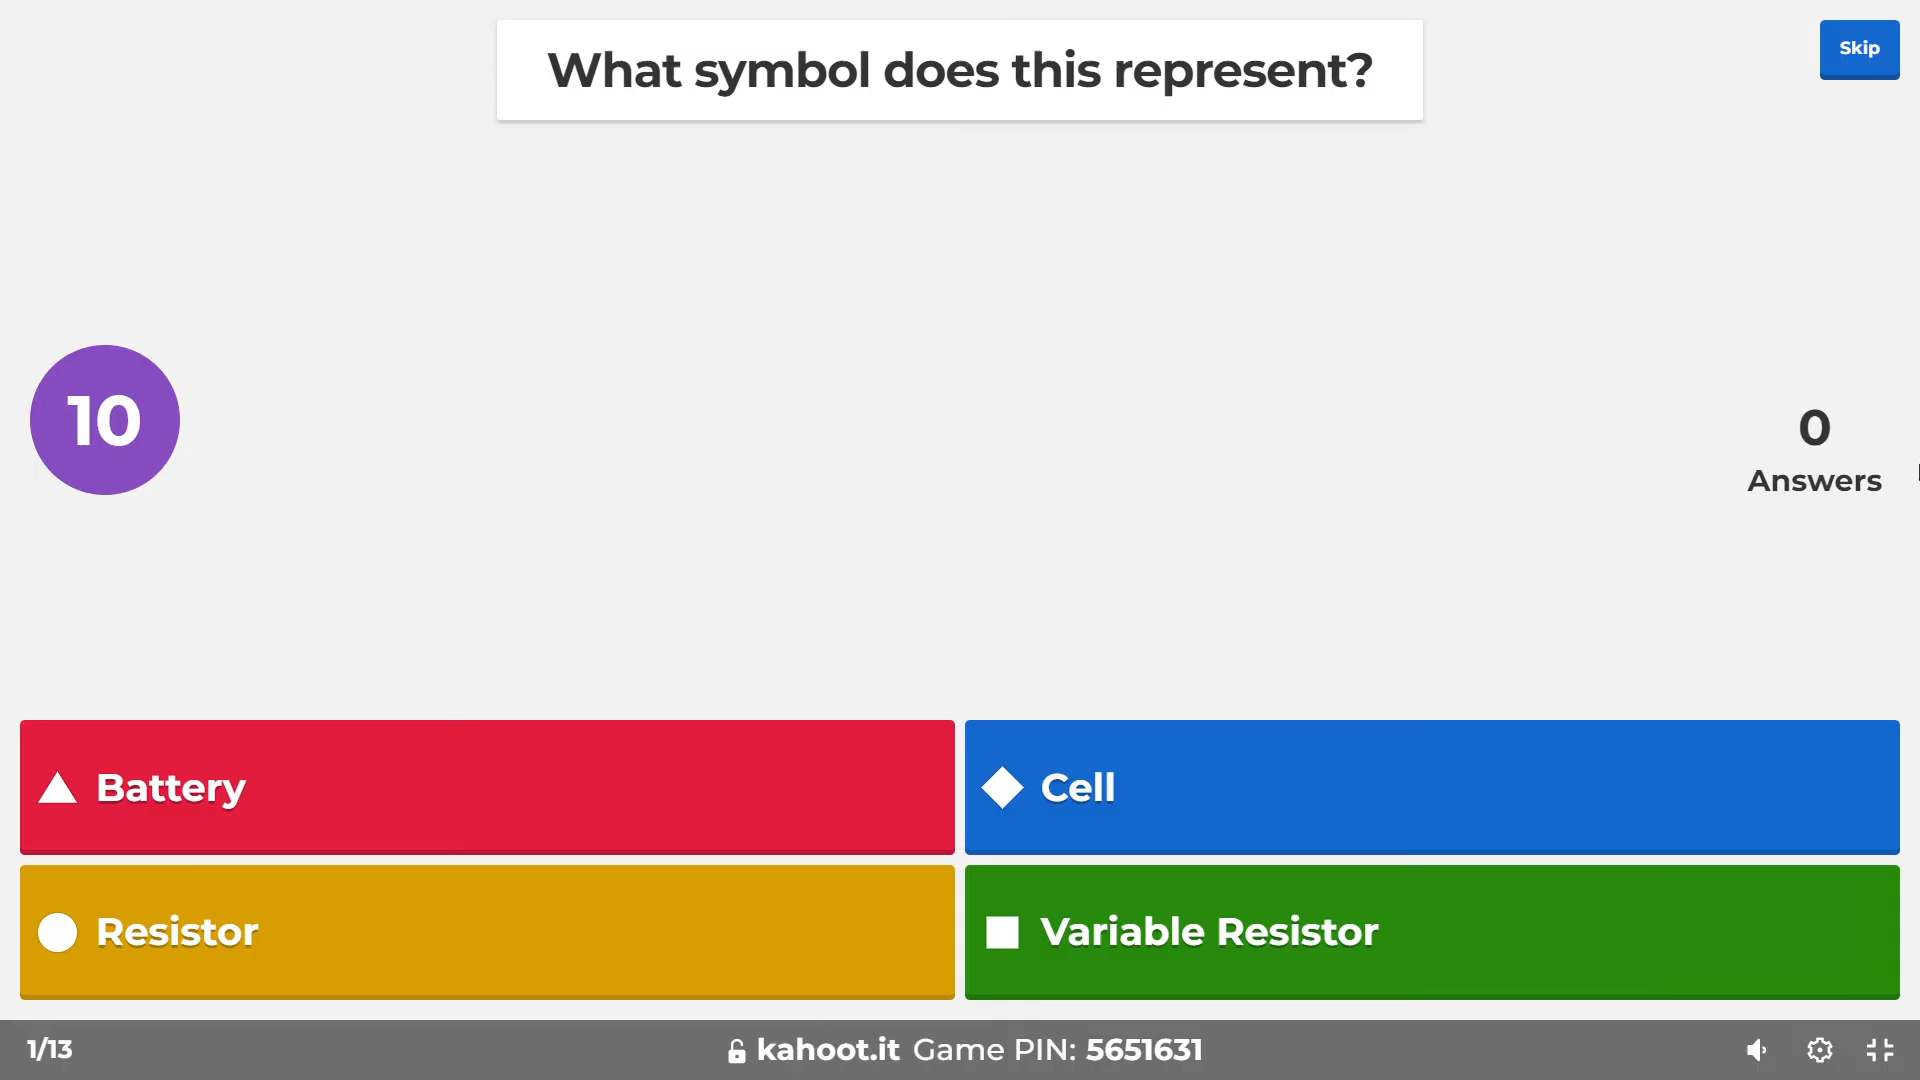 What symbol does this represent?
Skip
10
0
Answers
Battery
Cell
Resistor
Variable Resistor
1/13
kahoot.it Game PIN: 5651631